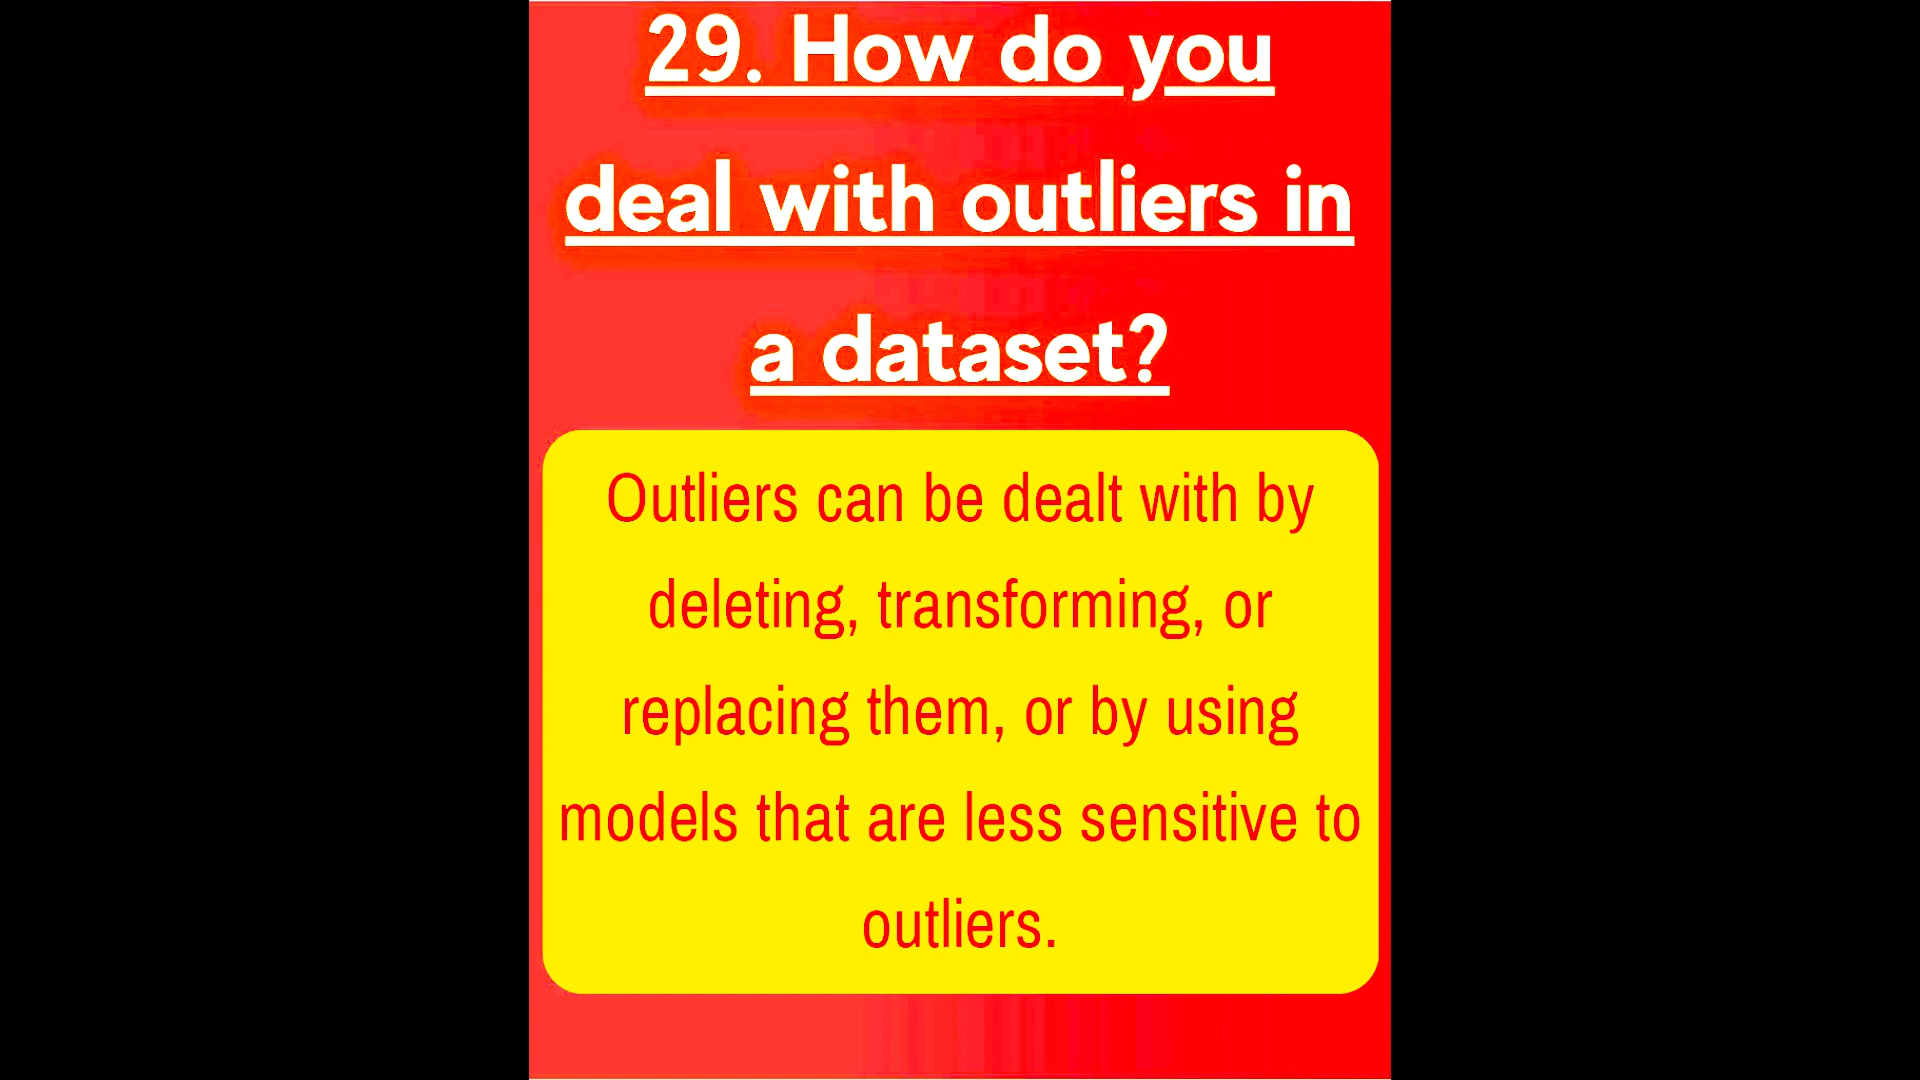 29. How do you
deal with outliers in
a dataset?
Outliers can be dealt with by
deleting, transforming, or
replacing them, or by using
models that are less sensitive to
outliers.